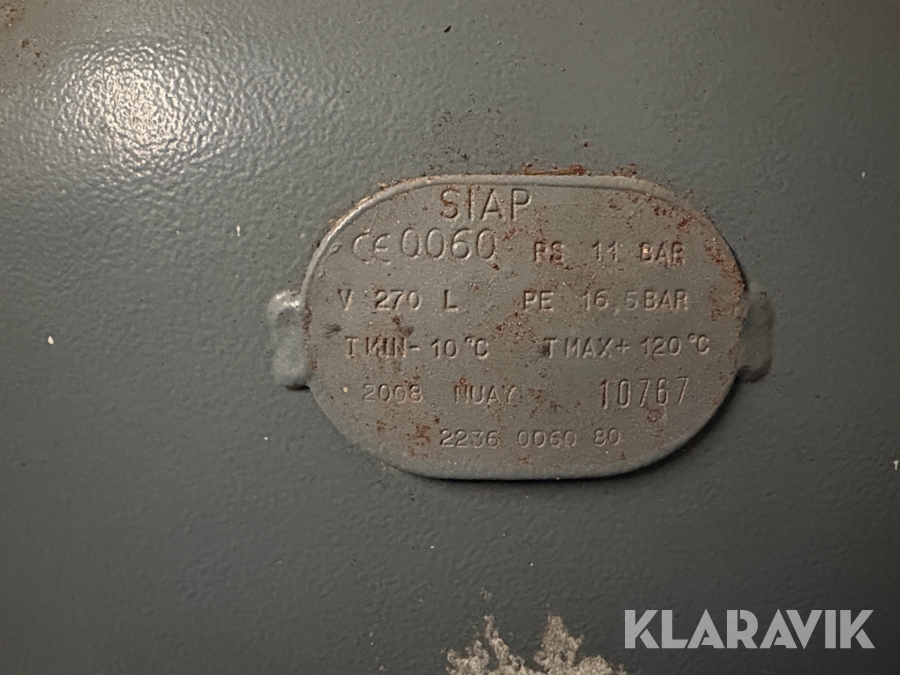 SIAP
CE 0060 PS 11 BAR
V 270 L PE 16,5 BAR
T MIN - 10 °C T MAX + 120 °C
2008 NUAY 10767
2236 0060 80
KLARAVIK